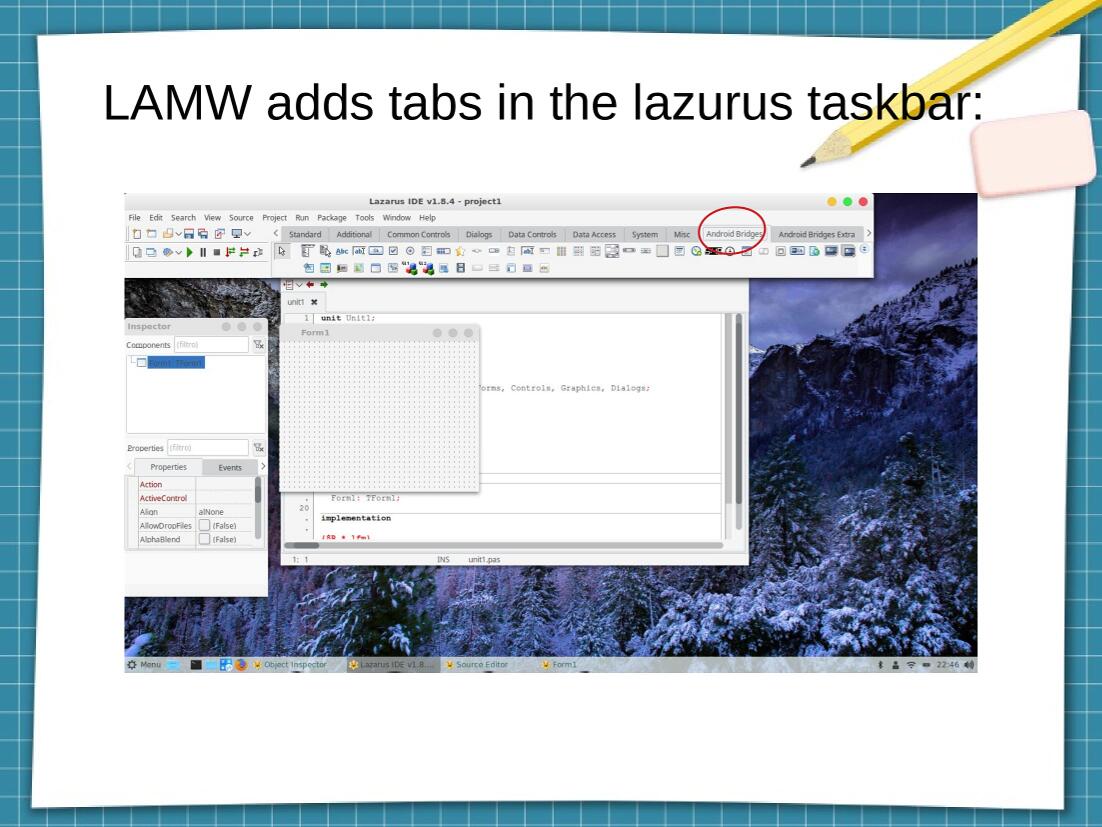 LAMW adds tabs in the lazurus taskbar:
Lazarus IDE v1.8.4 - project1
File Edit Search View Source Project Run Package Tools Window Help
Standard Additional Common Controls Dialogs Data Controls Data Access System Misc Android Bridges Android Bridges Extra
unit1
1 unit Unit1;
Inspector
Form1
Components (filtro)
Form1: TForm1
orms, Controls, Graphics, Dialogs;
Properties (filtro)
Properties Events
Action
ActiveControl
Align alNone
AllowDropFiles (False)
AlphaBlend (False)
Form1: TForm1;
20
implementation
{$R *.lfm}
1: 1 INS unit1.pas
Menu Object Inspector Lazarus IDE v1.8.... Source Editor Form1 22:46